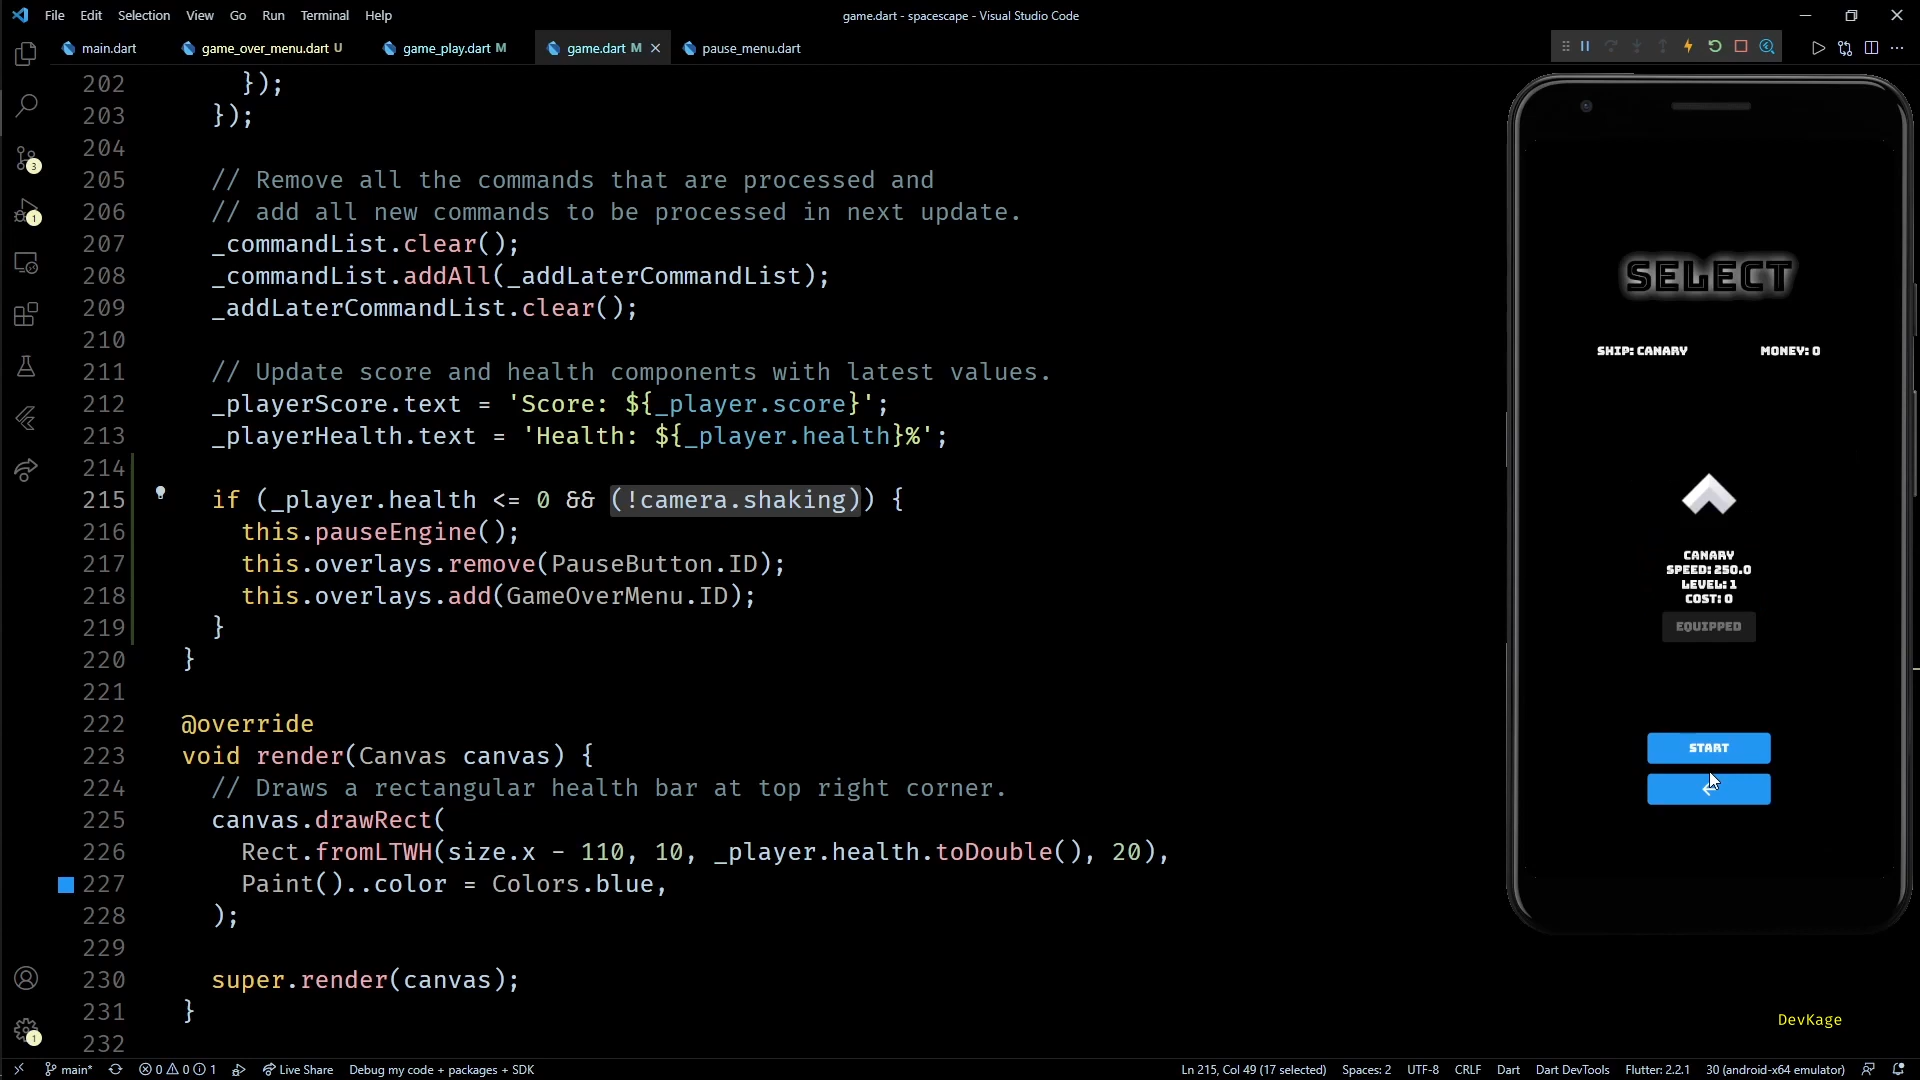 File Edit Selection View Go Run Terminal Help
game.dart - spacescape - Visual Studio Code
main.dart
game_over_menu.dart U
game_play.dart M
game.dart M
pause_menu.dart
202 });
203 });
204
205 // Remove all the commands that are processed and
206 // add all new commands to be processed in next update.
207 _commandList.clear();
208 _commandList.addAll(_addLaterCommandList);
209 _addLaterCommandList.clear();
210
211 // Update score and health components with latest values.
212 _playerScore.text = 'Score: ${_player.score}';
213 _playerHealth.text = 'Health: ${_player.health}%';
214
215 if (_player.health <= 0 && (!camera.shaking)) {
216 this.pauseEngine();
217 this.overlays.remove(PauseButton.ID);
218 this.overlays.add(GameOverMenu.ID);
219 }
220 }
221
222 @override
223 void render(Canvas canvas) {
224 // Draws a rectangular health bar at top right corner.
225 canvas.drawRect(
226 Rect.fromLTWH(size.x - 110, 10, _player.health.toDouble(), 20),
227 Paint()..color = Colors.blue,
228 );
229
230 super.render(canvas);
231 }
232
3
1
1
SELECT
SHIP: CANARY MONEY: 0
CANARY
SPEED: 250.0
LEVEL: 1
COST: 0
EQUIPPED
START
DevKage
main* 0 0 1 Live Share Debug my code + packages + SDK
Ln 215, Col 49 (17 selected) Spaces: 2 UTF-8 CRLF Dart Dart DevTools Flutter: 2.2.1 30 (android-x64 emulator)